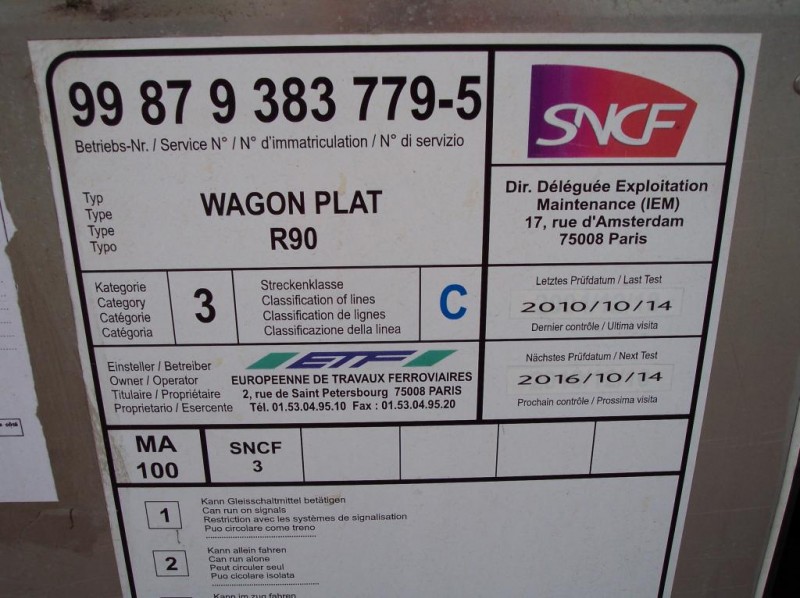 99 87 9 383 779-5
Betriebs-Nr. / Service N° / N° d'immatriculation / N° di servizio
SNCF
Typ
Type
Type
Typo
WAGON PLAT
R90
Dir. Déléguée Exploitation
Maintenance (IEM)
17, rue d'Amsterdam
75008 Paris
Kategorie
Category
Catégorie
Catégoria
3
Streckenklasse
Classification of lines
Classification de lignes
Classificazione della linea
C
Letztes Prüfdatum / Last Test
2010/10/14
Dernier contrôle / Ultima visita
Einsteller / Betreiber
Owner / Operator
Titulaire / Propriétaire
Proprietario / Esercente
ETF
EUROPEENNE DE TRAVAUX FERROVIAIRES
2, rue de Saint Petersbourg 75008 PARIS
Tél. 01.53.04.95.10 Fax : 01.53.04.95.20
Nächstes Prüfdatum / Next Test
2016/10/14
Prochain contrôle / Prossima visita
MA
100
SNCF
3
1
Kann Gleisschaltmittel betätigen
Can run on signals
Restriction avec les systèmes de signalisation
Puo circolare come treno
2
Kann allein fahren
Can run alone
Peut circuler seul
Puo cicolare isolata
Kann im zug fahren